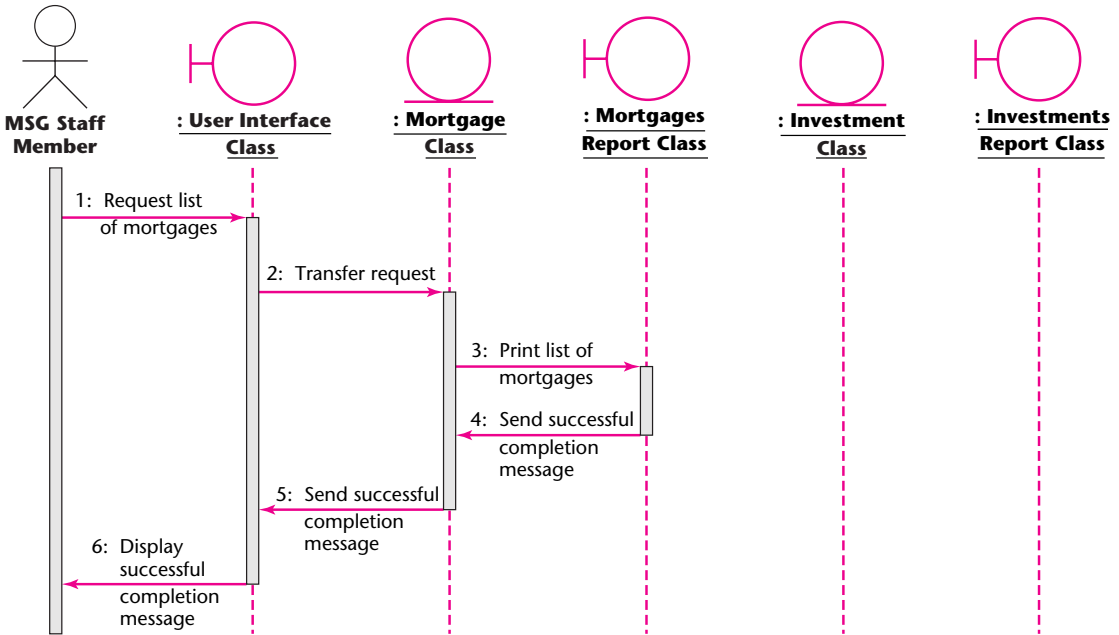 MSG Staff
Member
: User Interface
Class
: Mortgage
Class
: Mortgages
Report Class
: Investment
Class
: Investments
Report Class
1: Request list
of mortgages
2: Transfer request
3: Print list of
mortgages
4: Send successful
completion
message
5: Send successful
completion
message
6: Display
successful
completion
message